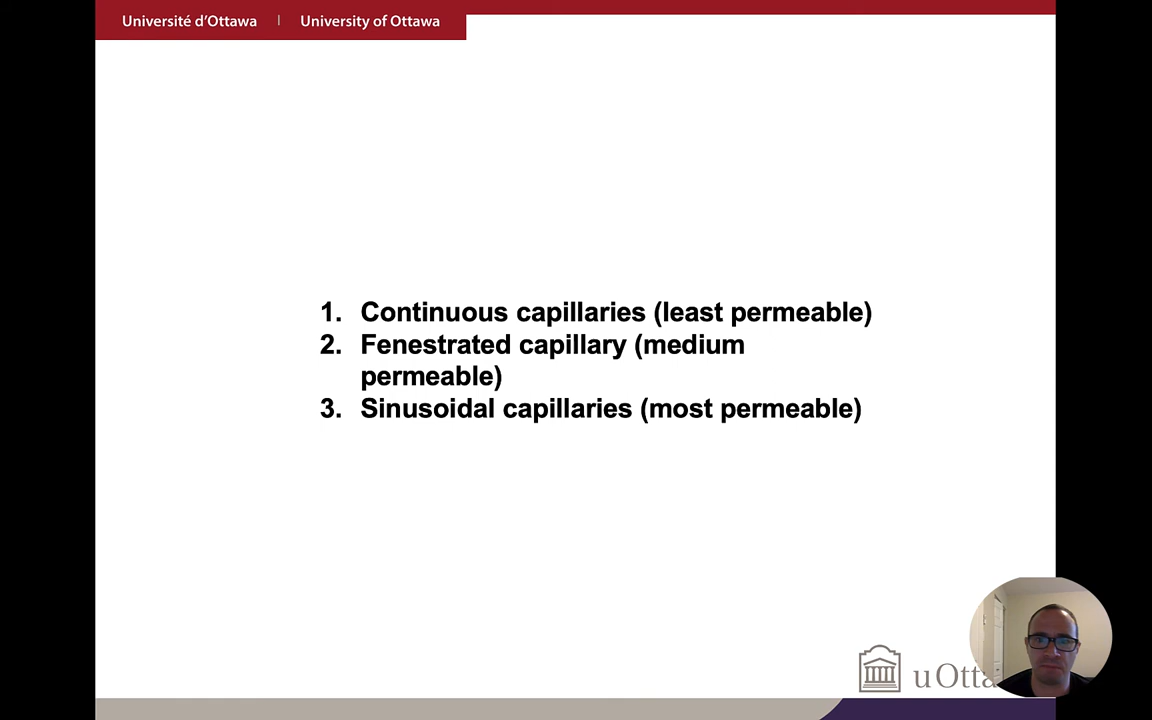 Université d'Ottawa | University of Ottawa
1. Continuous capillaries (least permeable)
2. Fenestrated capillary (medium
permeable)
3. Sinusoidal capillaries (most permeable)